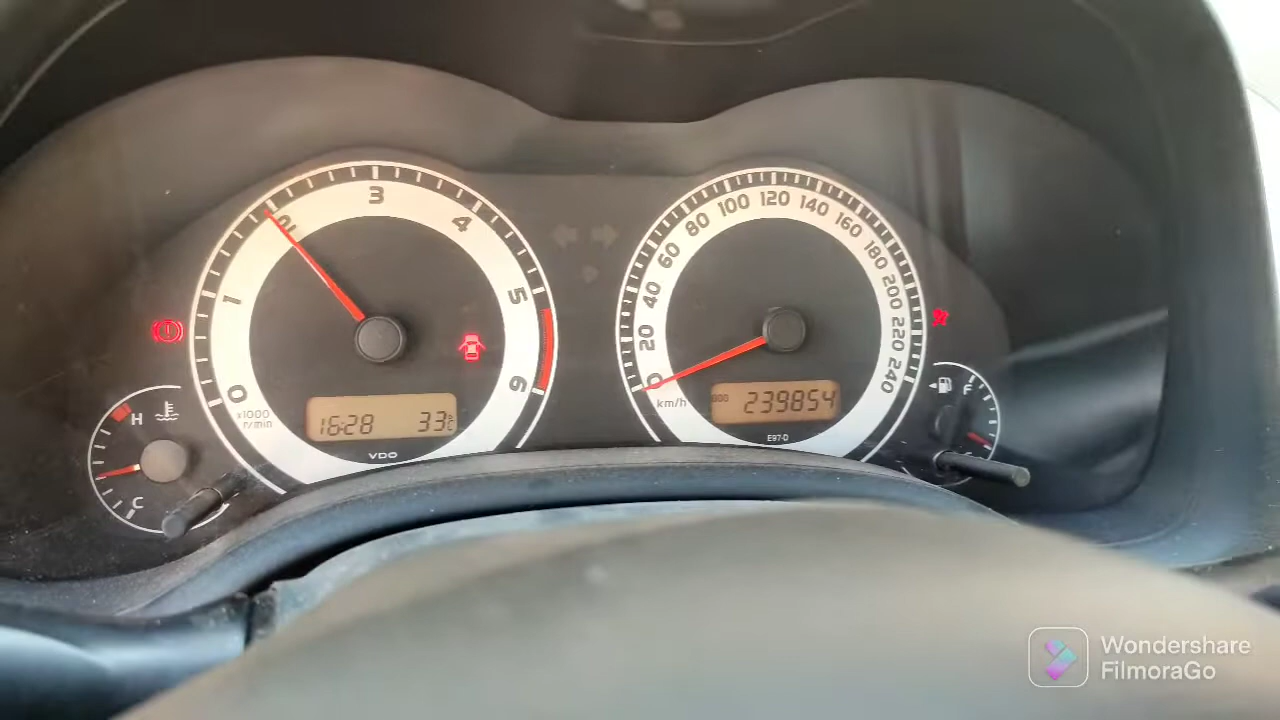 0
1
2
3
4
5
6
x1000
r/min
16:28 33°C
VDO
H
C
0
20
40
60
80
100
120
140
160
180
200
220
240
km/h
ODO 239854
E97-D
F
Wondershare
FilmoraGo